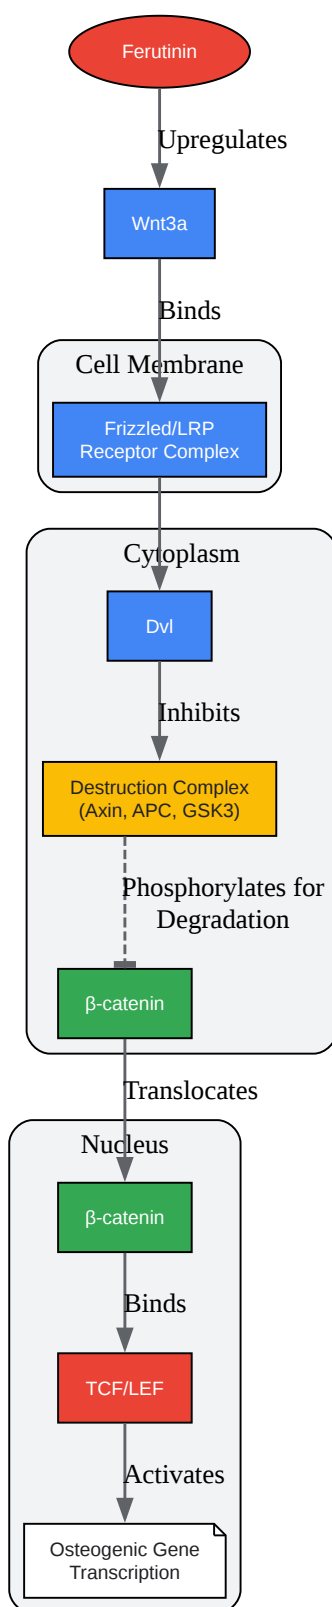 Ferutinin
Upregulates
Wnt3a
Binds
Cell Membrane
Frizzled/LRP
Receptor Complex
Cytoplasm
Dvl
Inhibits
Destruction Complex
(Axin, APC, GSK3)
Phosphorylates for
Degradation
β-catenin
Translocates
Nucleus
β-catenin
Binds
TCF/LEF
Activates
Osteogenic Gene
Transcription